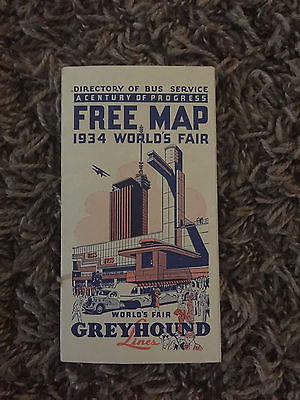 DIRECTORY OF BUS SERVICE
A CENTURY OF PROGRESS
FREE MAP
1934 WORLD'S FAIR
WORLD'S FAIR
GREYHOUND
Lines